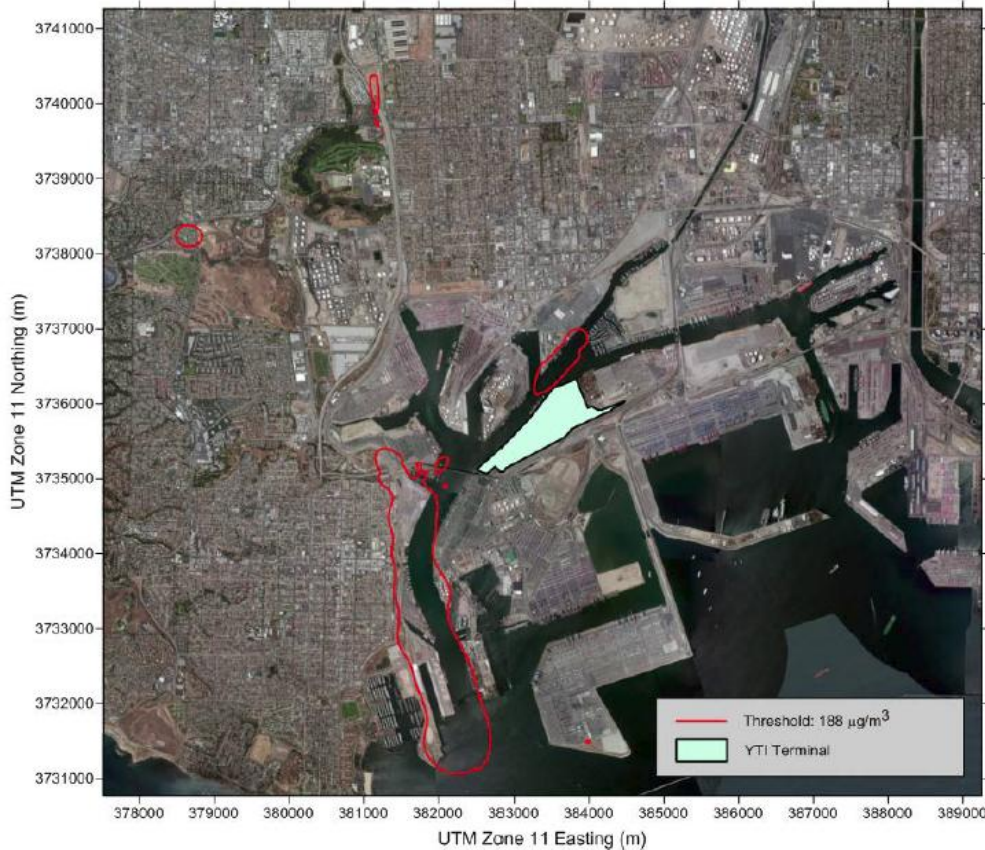 3741000
3740000
3739000
3738000
3737000
3736000
3735000
3734000
3733000
3732000
3731000
UTM Zone 11 Northing (m)
Threshold: 188 µg/m³
YTI Terminal
378000 379000 380000 381000 382000 383000 384000 385000 386000 387000 388000 389000
UTM Zone 11 Easting (m)